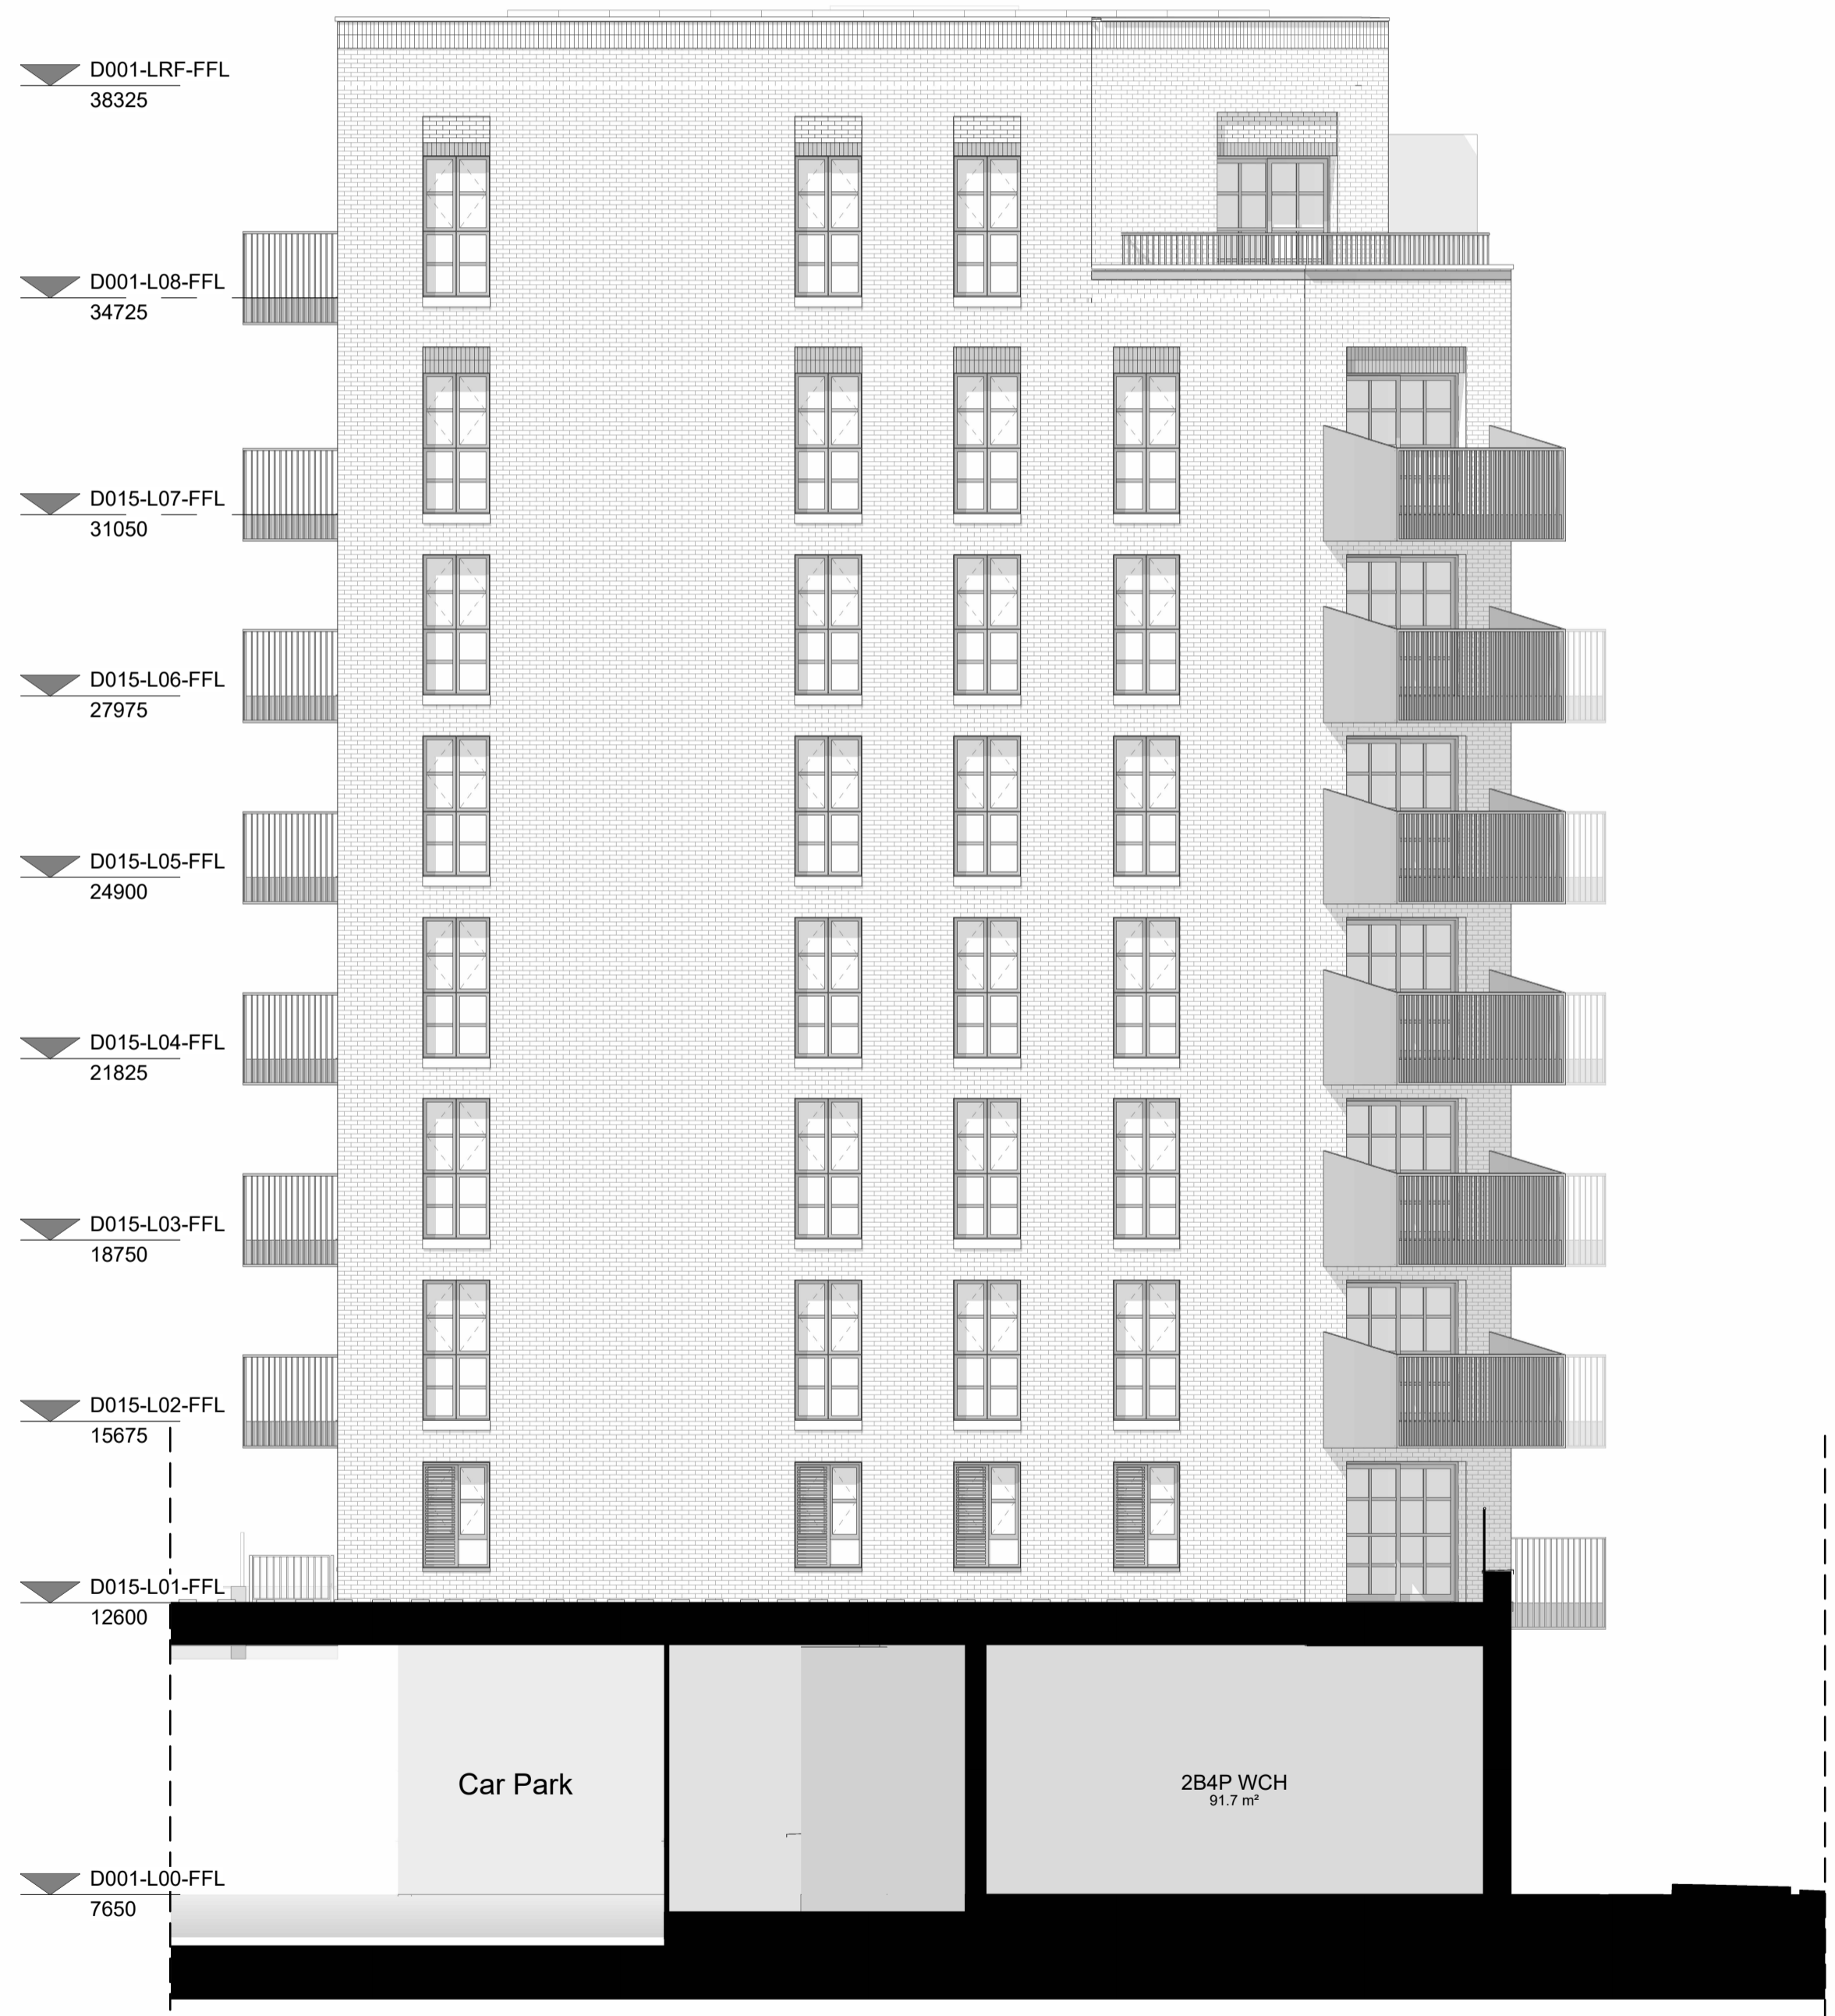 D001-LRF-FFL
38325
D001-L08-FFL
34725
D015-L07-FFL
31050
D015-L06-FFL
27975
D015-L05-FFL
24900
D015-L04-FFL
21825
D015-L03-FFL
18750
D015-L02-FFL
15675
D015-L01-FFL
12600
Car Park
2B4P WCH
91.7 m²
D001-L00-FFL
7650